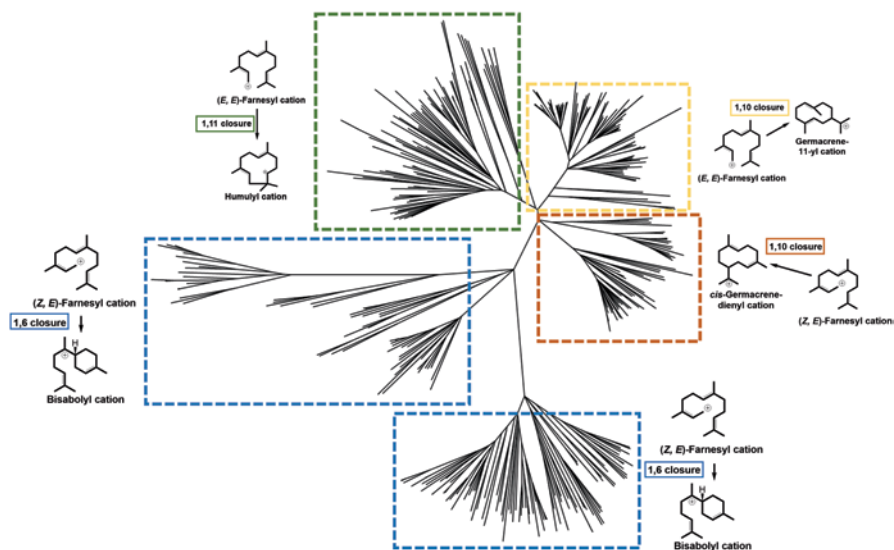 (E, E)-Farnesyl cation
1,11 closure
Humulyl cation
1,10 closure
(E, E)-Farnesyl cation
Germacrene-
11-yl cation
(Z, E)-Farnesyl cation
1,6 closure
H
Bisabolyl cation
1,10 closure
cis-Germacrene-
dienyl cation
(Z, E)-Farnesyl cation
(Z, E)-Farnesyl cation
1,6 closure
H
Bisabolyl cation